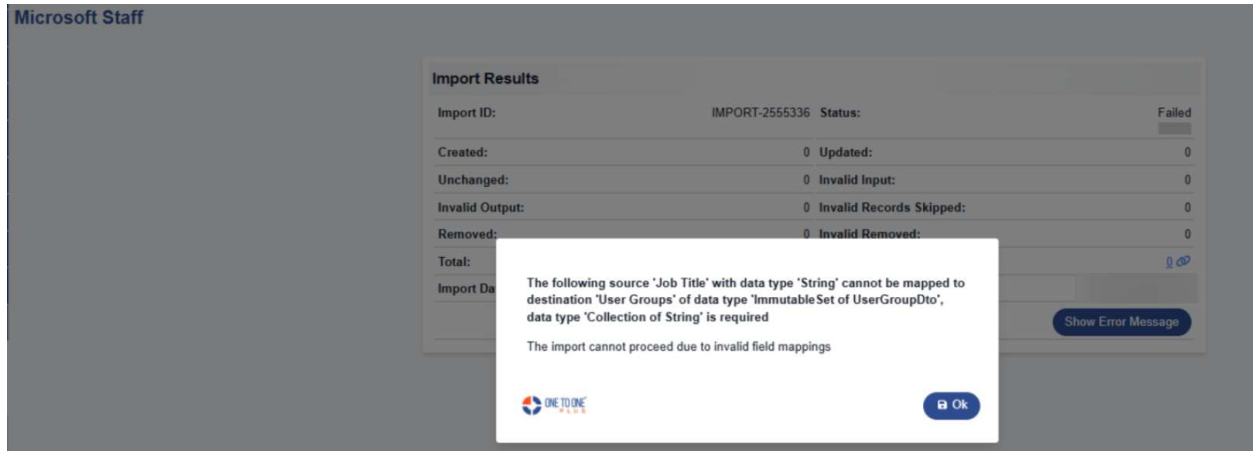 Microsoft Staff
Import Results
Import ID: IMPORT-2555336 Status: Failed
Created: 0 Updated: 0
Unchanged: 0 Invalid Input: 0
Invalid Output: 0 Invalid Records Skipped: 0
Removed: 0 Invalid Removed: 0
Total: 0
Import Da
The following source 'Job Title' with data type 'String' cannot be mapped to
destination 'User Groups' of data type 'ImmutableSet of UserGroupDto',
data type 'Collection of String' is required
Show Error Message
The import cannot proceed due to invalid field mappings
ONE TO ONE
PLUS
Ok